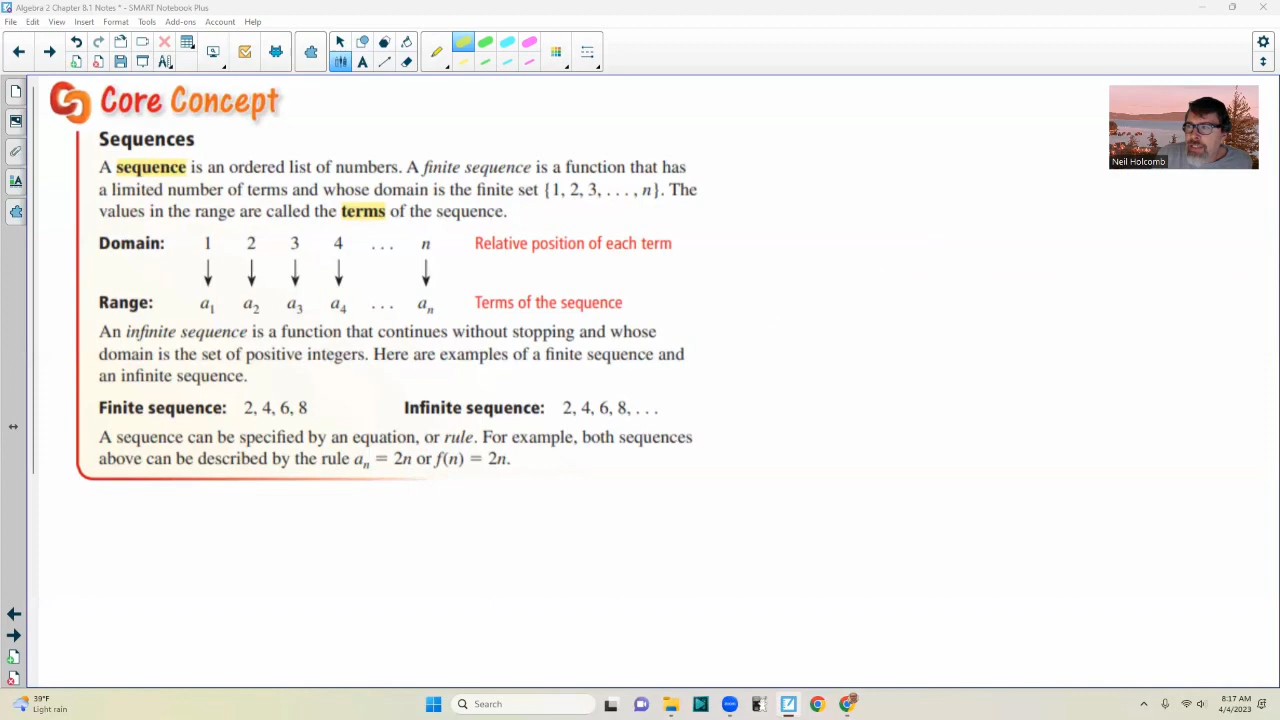 Algebra 2 Chapter 8.1 Notes * - SMART Notebook Plus
File Edit View Insert Format Tools Add-ons Account Help
Core Concept
Neil Holcomb
Sequences
A sequence is an ordered list of numbers. A finite sequence is a function that has
a limited number of terms and whose domain is the finite set {1, 2, 3, . . . , n}. The
values in the range are called the terms of the sequence.
Domain: 1 2 3 4 . . . n Relative position of each term
Range: a₁ a₂ a₃ a₄ . . . aₙ Terms of the sequence
An infinite sequence is a function that continues without stopping and whose
domain is the set of positive integers. Here are examples of a finite sequence and
an infinite sequence.
Finite sequence: 2, 4, 6, 8 Infinite sequence: 2, 4, 6, 8, . . .
A sequence can be specified by an equation, or rule. For example, both sequences
above can be described by the rule aₙ = 2n or f(n) = 2n.
39°F
Light rain
Search
8:17 AM
4/4/2023